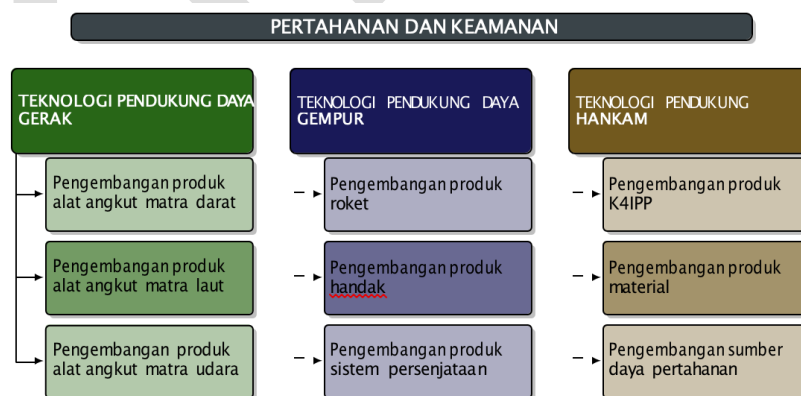 PERTAHANAN DAN KEAMANAN
TEKNOLOGI PENDUKUNG DAYA
GERAK
Pengembangan produk
alat angkut matra darat
Pengembangan produk
alat angkut matra laut
Pengembangan produk
alat angkut matra udara
TEKNOLOGI PENDUKUNG DAYA
GEMPUR
Pengembangan produk
roket
Pengembangan produk
handak
Pengembangan produk
sistem persenjataan
TEKNOLOGI PENDUKUNG
HANKAM
Pengembangan produk
K4IPP
Pengembangan produk
material
Pengembangan sumber
daya pertahanan